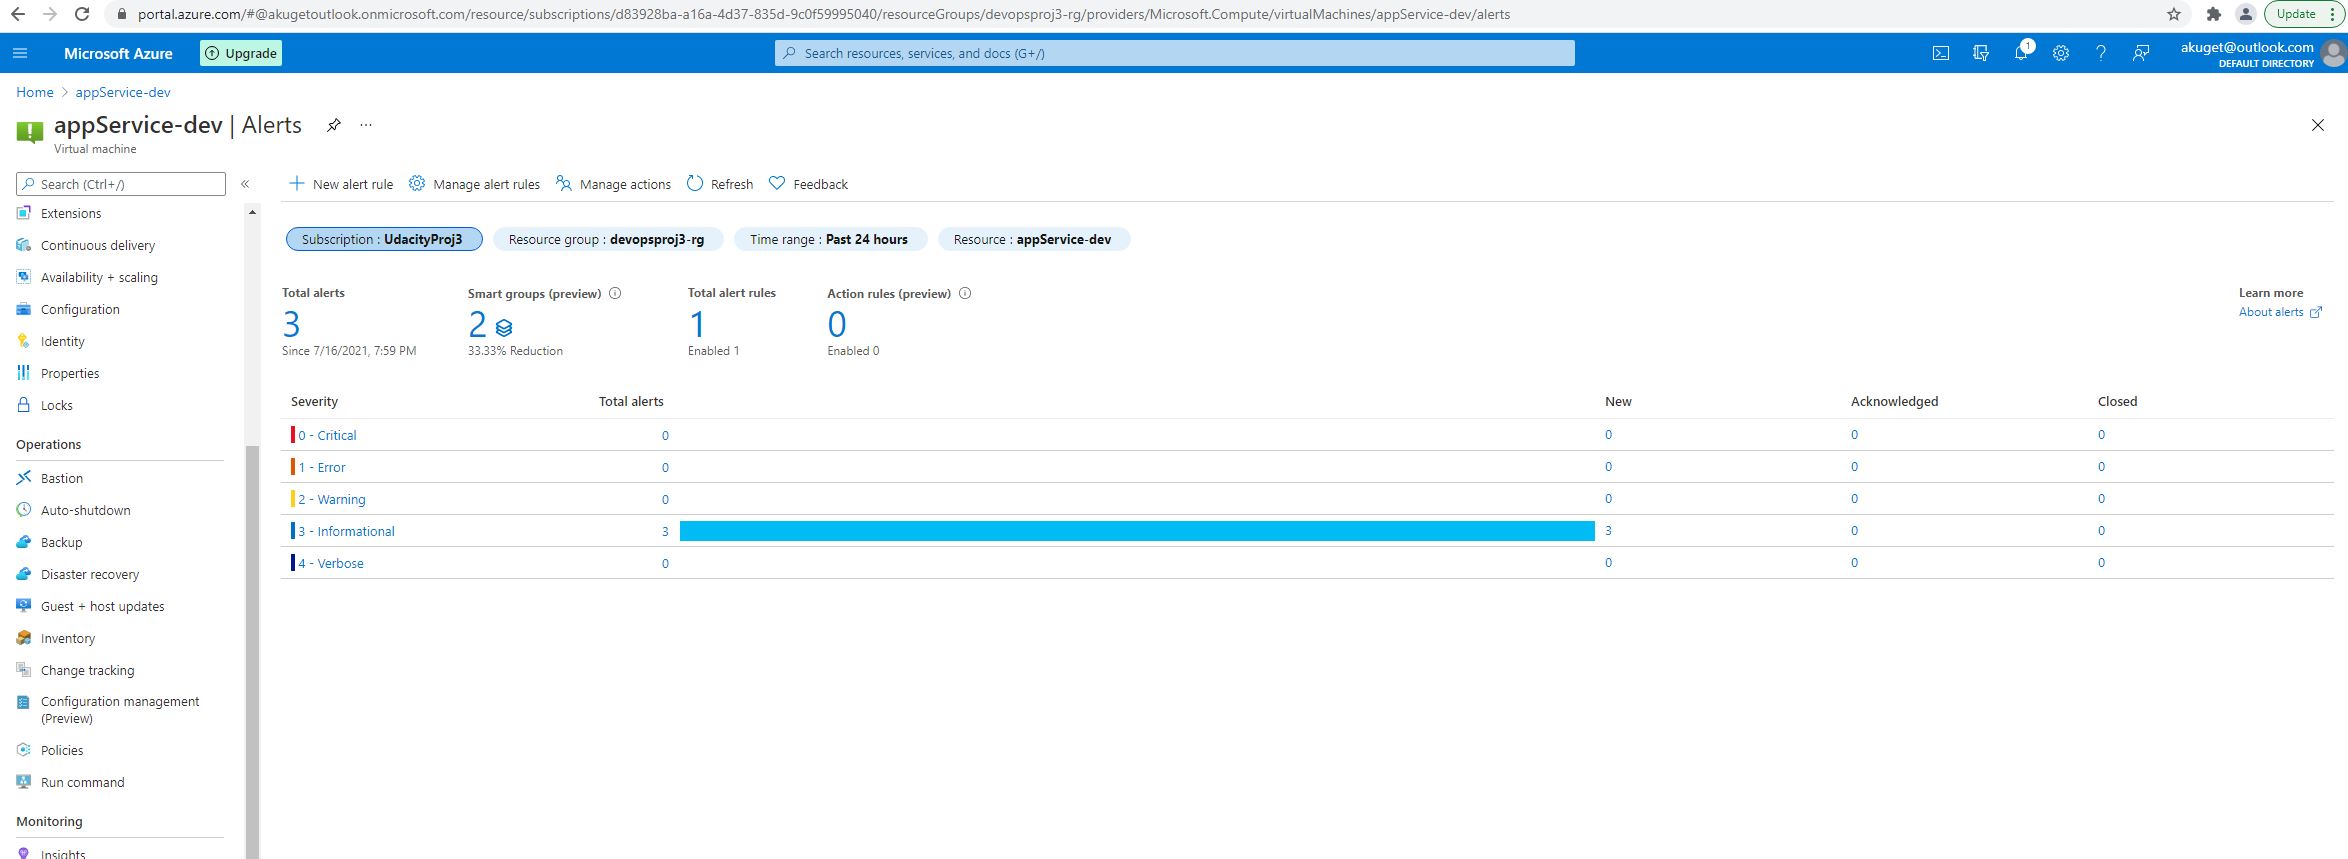 portal.azure.com/#@akugetoutlook.onmicrosoft.com/resource/subscriptions/d83928ba-a16a-4d37-835d-9c0f59995040/resourceGroups/devopsproj3-rg/providers/Microsoft.Compute/virtualMachines/appService-dev/alerts
Update
Microsoft Azure
Upgrade
Search resources, services, and docs (G+/)
1
akuget@outlook.com
DEFAULT DIRECTORY
Home > appService-dev
appService-dev | Alerts
Virtual machine
Search (Ctrl+/)
New alert rule Manage alert rules Manage actions Refresh Feedback
Extensions
Continuous delivery
Availability + scaling
Configuration
Identity
Properties
Locks
Operations
Bastion
Auto-shutdown
Backup
Disaster recovery
Guest + host updates
Inventory
Change tracking
Configuration management
(Preview)
Policies
Run command
Monitoring
Insights
Subscription : UdacityProj3 Resource group : devopsproj3-rg Time range : Past 24 hours Resource : appService-dev
Total alerts
3
Since 7/16/2021, 7:59 PM
Smart groups (preview)
2
33.33% Reduction
Total alert rules
1
Enabled 1
Action rules (preview)
0
Enabled 0
Learn more
About alerts
Severity Total alerts New Acknowledged Closed
0 - Critical 0 0 0 0
1 - Error 0 0 0 0
2 - Warning 0 0 0 0
3 - Informational 3 3 0 0
4 - Verbose 0 0 0 0